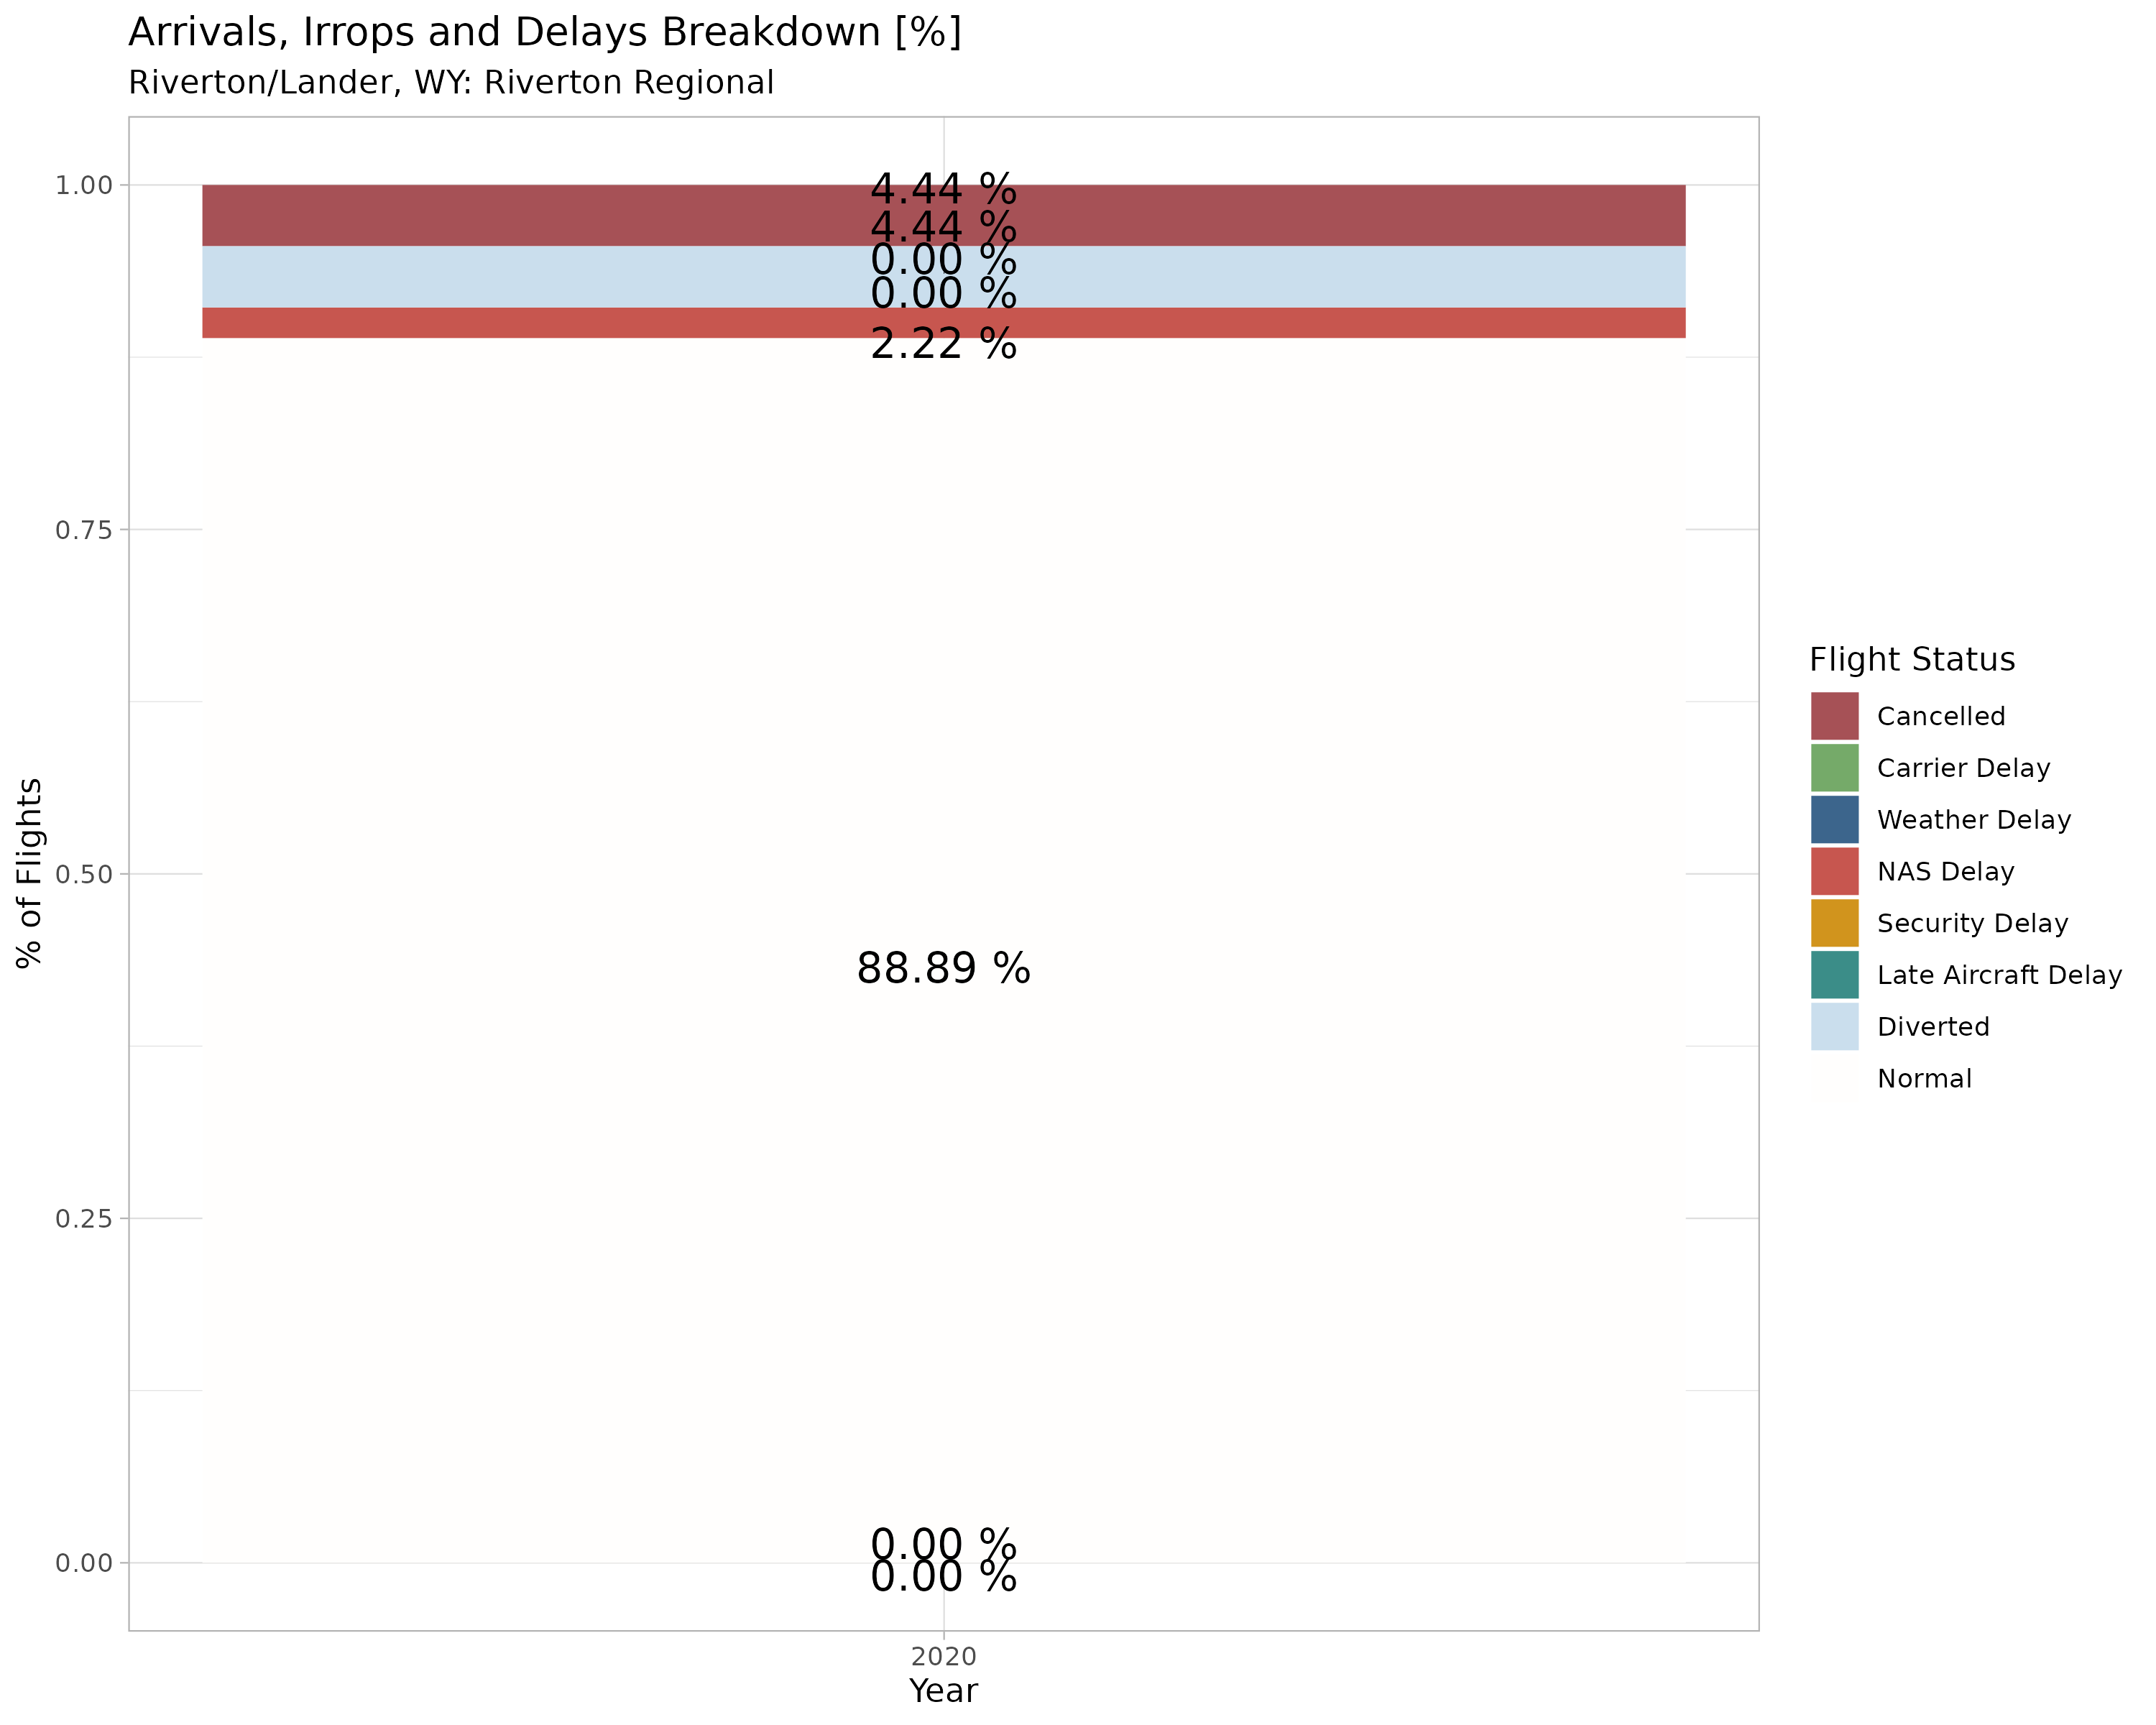 Arrivals, Irrops and Delays Breakdown [%]
Riverton/Lander, WY: Riverton Regional
% of Flights
1.00
0.75
0.50
0.25
0.00
4.44 %
4.44 %
0.00 %
0.00 %
2.22 %
88.89 %
0.00 %
0.00 %
2020
Year
Flight Status
Cancelled
Carrier Delay
Weather Delay
NAS Delay
Security Delay
Late Aircraft Delay
Diverted
Normal